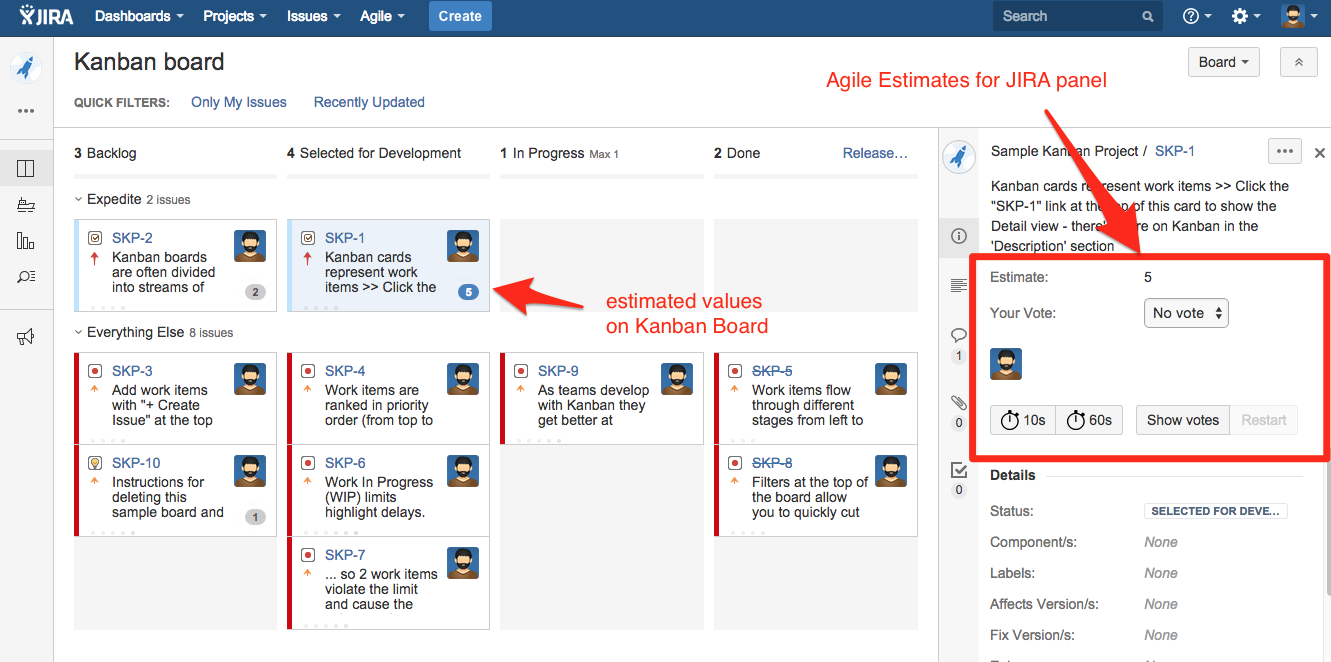 JIRA Dashboards Projects Issues Agile Create Search
Kanban board
Board
Agile Estimates for JIRA panel
QUICK FILTERS: Only My Issues Recently Updated
3 Backlog
4 Selected for Development
1 In Progress Max 1
2 Done
Release…
Expedite 2 issues
SKP-2
Kanban boards
are often divided
into streams of
2
SKP-1
Kanban cards
represent work
items >> Click the
5
estimated values
on Kanban Board
Everything Else 8 issues
SKP-3
Add work items
with "+ Create
Issue" at the top
SKP-4
Work items are
ranked in priority
order (from top to
SKP-9
As teams develop
with Kanban they
get better at
SKP-5
Work items flow
through different
stages from left to
SKP-10
Instructions for
deleting this
sample board and
1
SKP-6
Work In Progress
(WIP) limits
highlight delays.
SKP-8
Filters at the top of
the board allow
you to quickly cut
SKP-7
... so 2 work items
violate the limit
and cause the
Sample Kanban Project / SKP-1
Kanban cards represent work items >> Click the
"SKP-1" link at the top of this card to show the
Detail view - there's more on Kanban in the
'Description' section
Estimate: 5
Your Vote: No vote
1
0
10s 60s Show votes Restart
0
Details
Status: SELECTED FOR DEVE...
Component/s: None
Labels: None
Affects Version/s: None
Fix Version/s: None